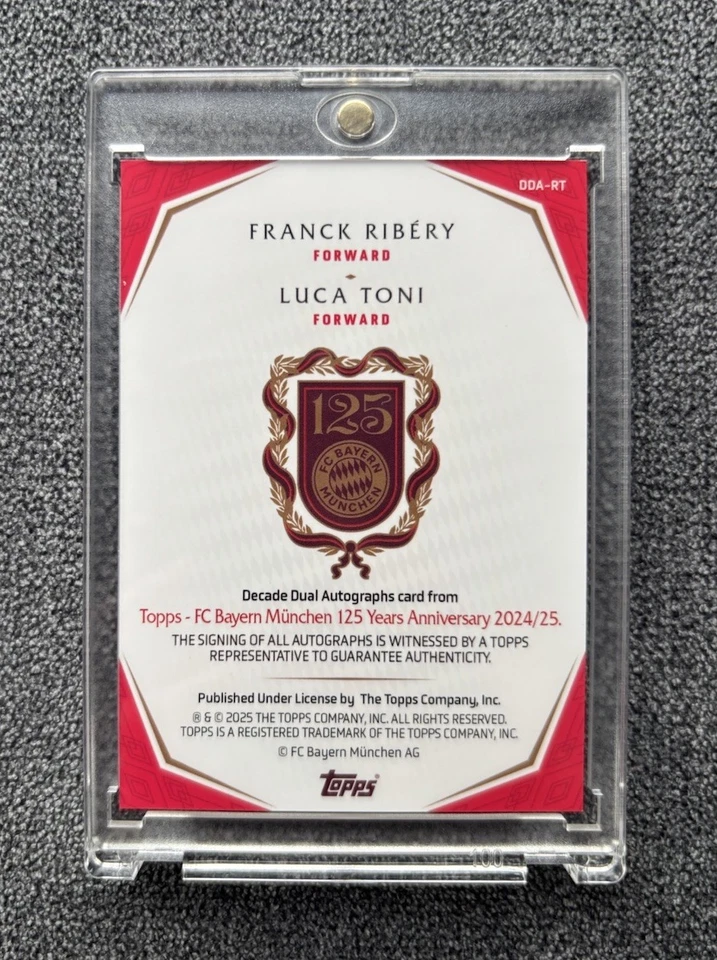 DDA-RT
FRANCK RIBÉRY
FORWARD
LUCA TONI
FORWARD
125
FC BAYERN
MÜNCHEN
Decade Dual Autographs card from
Topps - FC Bayern München 125 Years Anniversary 2024/25.
THE SIGNING OF ALL AUTOGRAPHS IS WITNESSED BY A TOPPS
REPRESENTATIVE TO GUARANTEE AUTHENTICITY.
Published Under License by The Topps Company, Inc.
® & © 2025 THE TOPPS COMPANY, INC. ALL RIGHTS RESERVED.
TOPPS IS A REGISTERED TRADEMARK OF THE TOPPS COMPANY, INC.
© FC Bayern München AG
topps®
100